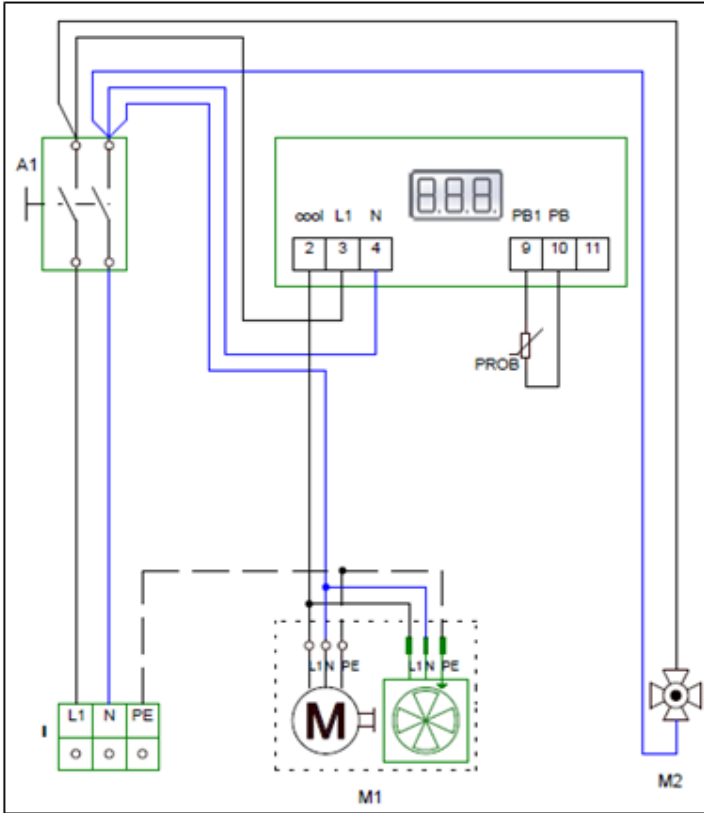 A1
cool L1 N
PB1 PB
2 3 4
9 10 11
PROB
L1 N PE
L1 N PE
L1 N PE
I
M
M2
M1